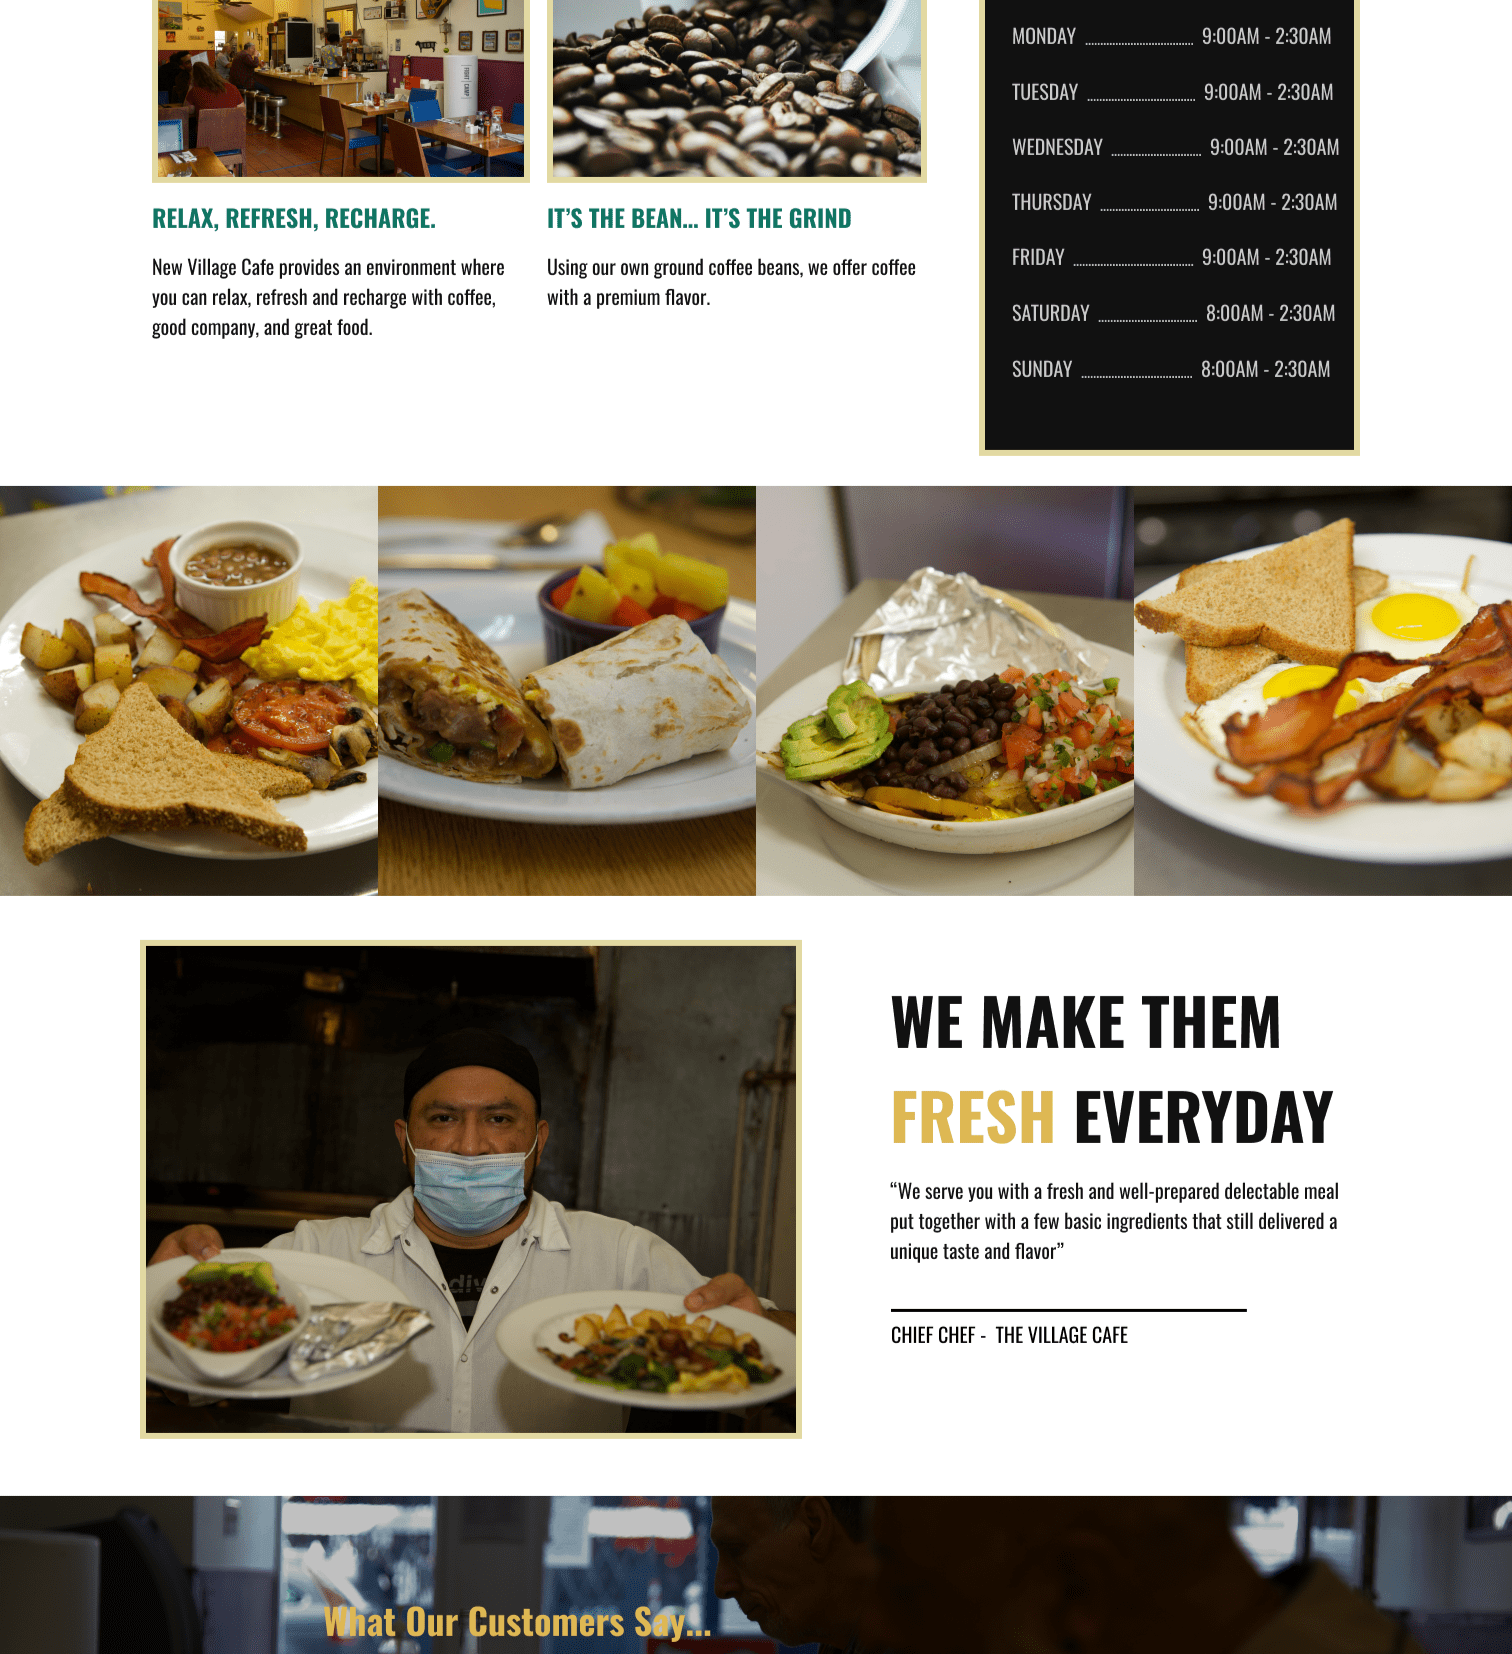 RELAX, REFRESH, RECHARGE.
New Village Cafe provides an environment where
you can relax, refresh and recharge with coffee,
good company, and great food.
IT’S THE BEAN... IT’S THE GRIND
Using our own ground coffee beans, we offer coffee
with a premium flavor.
MONDAY ........................... 9:00AM - 2:30AM
TUESDAY ........................... 9:00AM - 2:30AM
WEDNESDAY ........................... 9:00AM - 2:30AM
THURSDAY ........................... 9:00AM - 2:30AM
FRIDAY ........................... 9:00AM - 2:30AM
SATURDAY ........................... 8:00AM - 2:30AM
SUNDAY ........................... 8:00AM - 2:30AM
WE MAKE THEM
FRESH EVERYDAY
“We serve you with a fresh and well-prepared delectable meal
put together with a few basic ingredients that still delivered a
unique taste and flavor”
CHIEF CHEF - THE VILLAGE CAFE
What Our Customers Say...